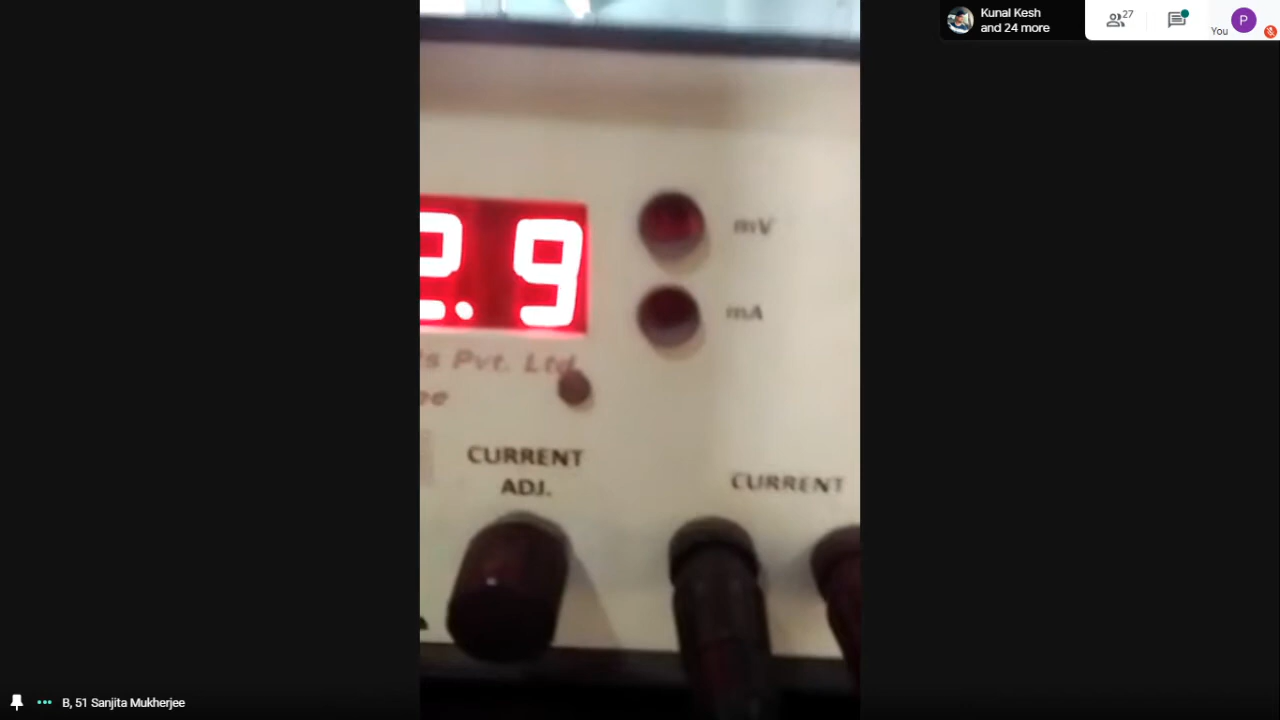 Kunal Kesh
and 24 more
27
You
P
mV
2.9
mA
Pvt. Ltd.
CURRENT
ADJ.
CURRENT
B, 51 Sanjita Mukherjee